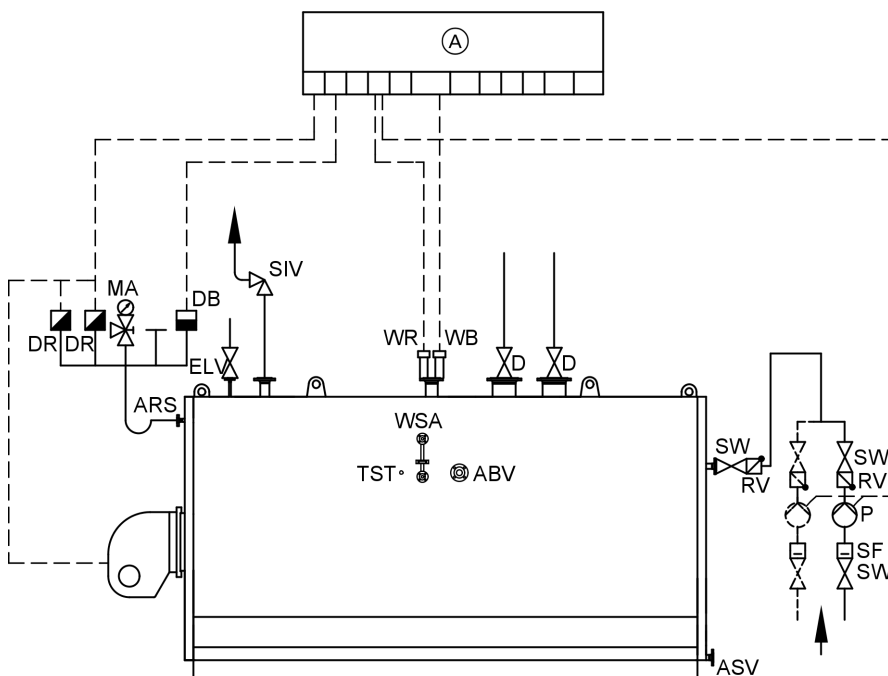 A
SIV
MA
DB
DR DR
WR WB
ELV
D D
ARS
WSA
SW
SW
TST ABV
RV
RV
P
SF
SW
ASV